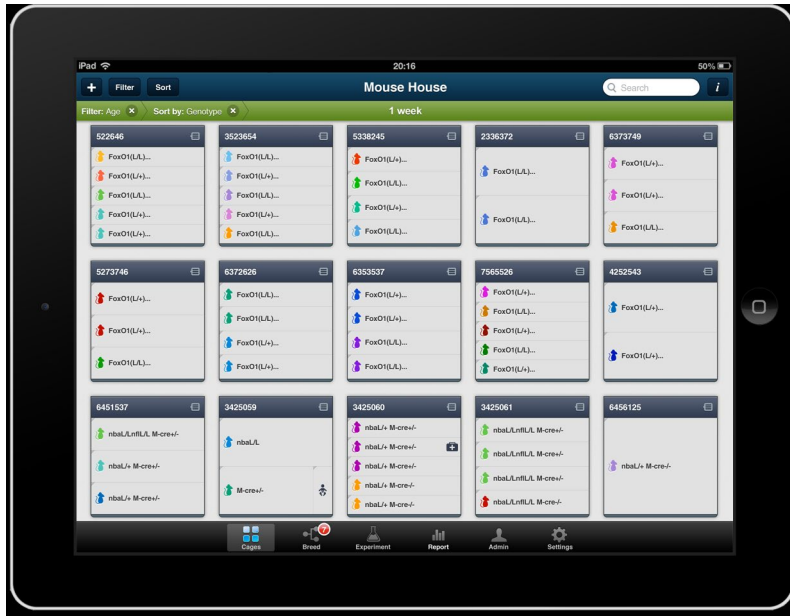 iPad 20:16 50%
+ Filter Sort Mouse House Search i
Filter: Age × Sort by: Genotype × 1 week
522646 3523654 5338245 2336372 6373749
FoxO1(L/L)...
FoxO1(L/+)...
FoxO1(L/L)...
FoxO1(L/+)...
FoxO1(L/+)...
FoxO1(L/L)...
FoxO1(L/+)...
FoxO1(L/L)...
FoxO1(L/+)...
FoxO1(L/L)...
FoxO1(L/+)...
FoxO1(L/L)...
FoxO1(L/+)...
FoxO1(L/L)...
FoxO1(L/L)...
FoxO1(L/L)...
FoxO1(L/+)...
FoxO1(L/+)...
FoxO1(L/L)...
5273746 6372626 6353537 7565526 4252543
FoxO1(L/+)...
FoxO1(L/+)...
FoxO1(L/L)...
FoxO1(L/L)...
FoxO1(L/L)...
FoxO1(L/+)...
FoxO1(L/+)...
FoxO1(L/+)...
FoxO1(L/+)...
FoxO1(L/L)...
FoxO1(L/L)...
FoxO1(L/+)...
FoxO1(L/L)...
FoxO1(L/+)...
FoxO1(L/L)...
FoxO1(L/+)...
FoxO1(L/+)...
FoxO1(L/+)...
6451537 3425059 3425060 3425061 6456125
nbaL/LnflL/L M-cre+/-
nbaL/+ M-cre+/-
nbaL/+ M-cre+/-
nbaL/L
M-cre+/-
nbaL/+ M-cre+/-
nbaL/+ M-cre+/-
nbaL/+ M-cre+/-
nbaL/+ M-cre-/-
nbaL/+ M-cre-/-
nbaL/LnflL/L M-cre+/-
nbaL/LnflL/L M-cre+/-
nbaL/LnflL/L M-cre+/-
nbaL/LnflL/L M-cre-/-
nbaL/+ M-cre-/-
7
Cages Breed Experiment Report Admin Settings